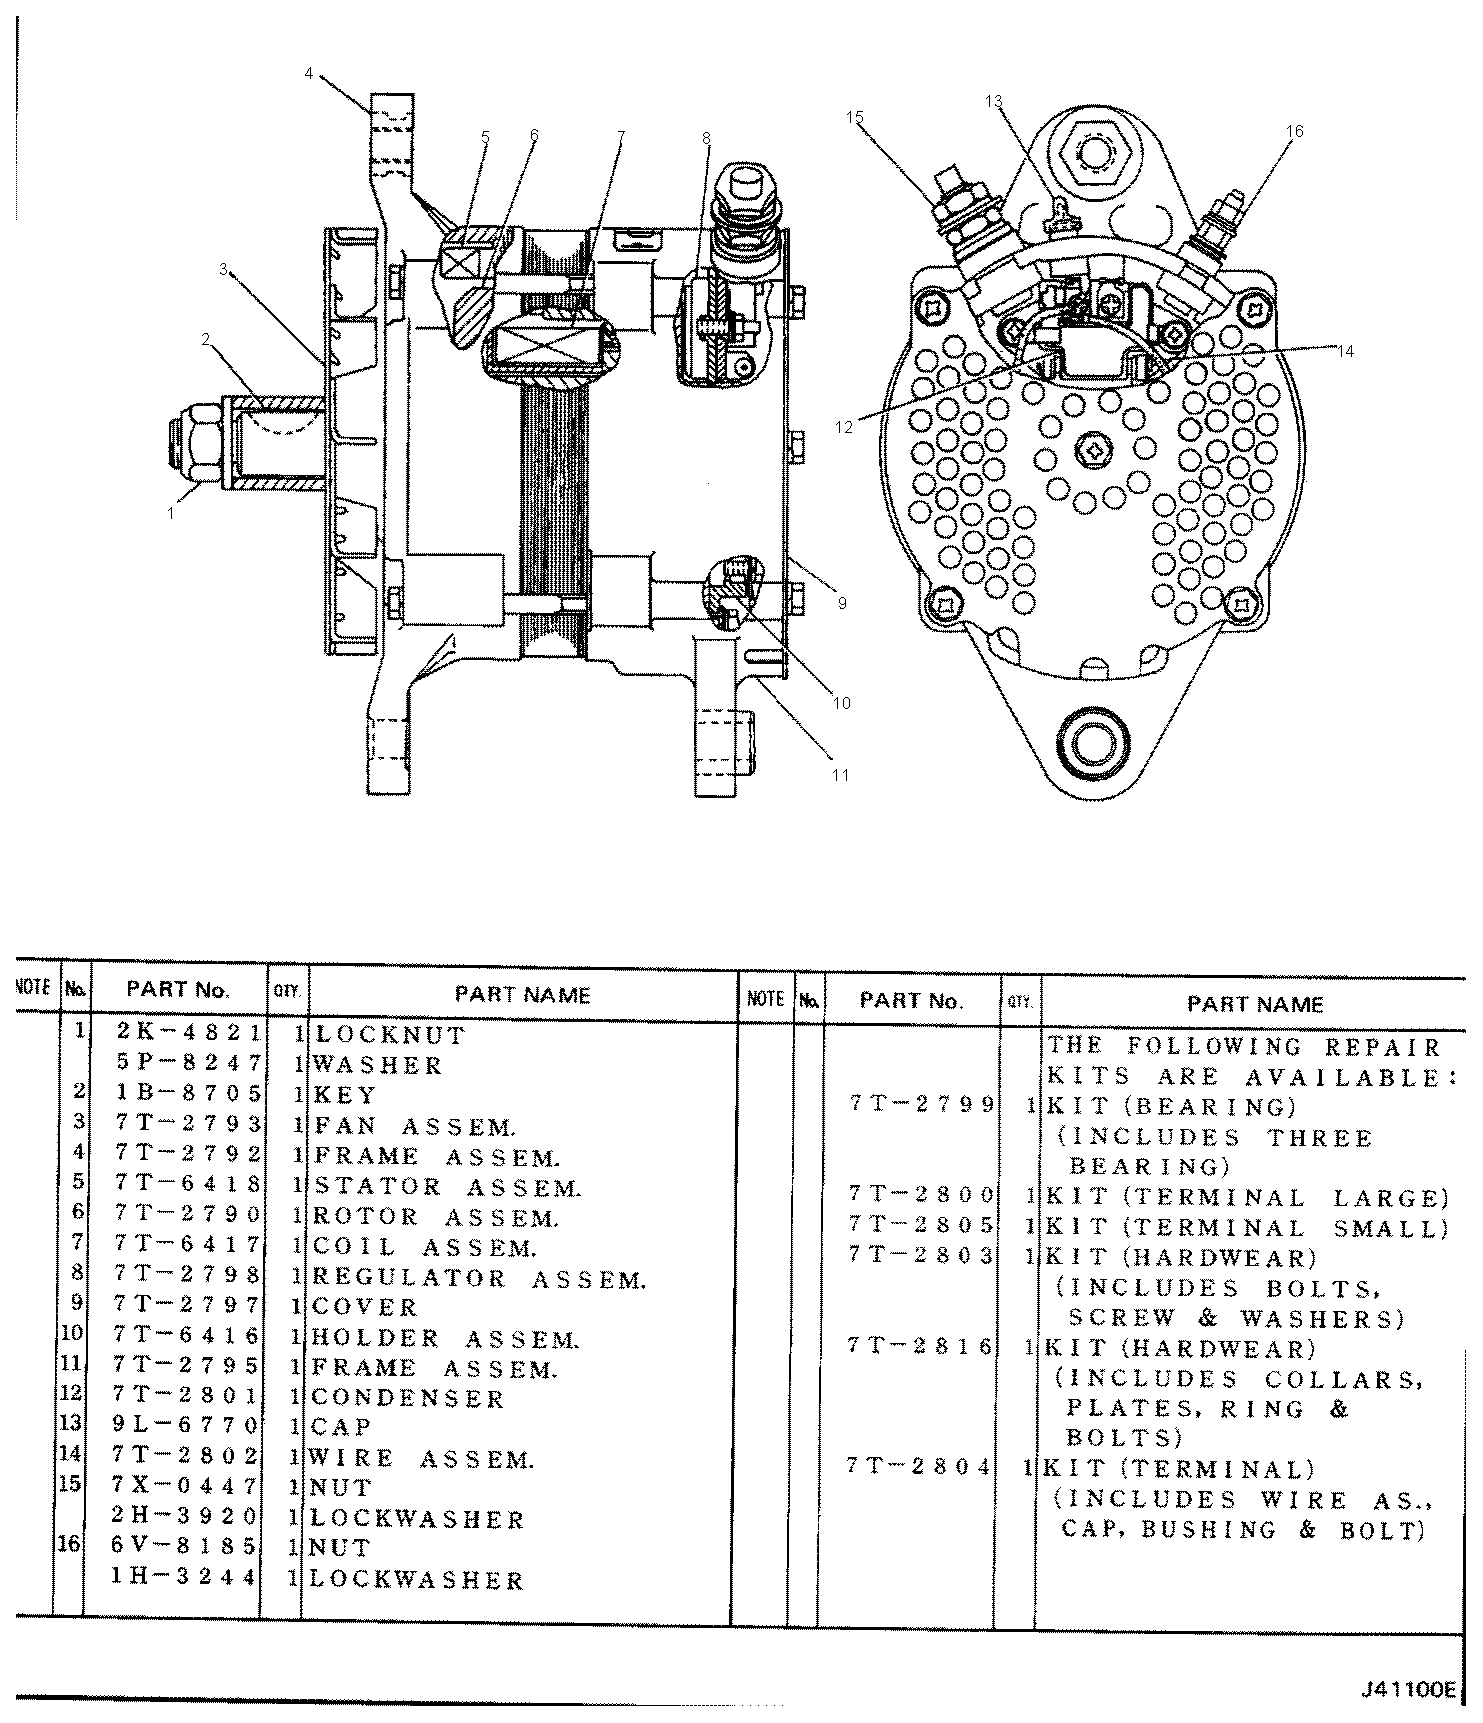 4
15
13
16
5
6
7
8
3
2
14
12
1
9
10
11
NOTE No. PART No. QTY. PART NAME
1 2K-4821 1 LOCKNUT
5P-8247 1 WASHER
2 1B-8705 1 KEY
3 7T-2793 1 FAN ASSEM.
4 7T-2792 1 FRAME ASSEM.
5 7T-6418 1 STATOR ASSEM.
6 7T-2790 1 ROTOR ASSEM.
7 7T-6417 1 COIL ASSEM.
8 7T-2798 1 REGULATOR ASSEM.
9 7T-2797 1 COVER
10 7T-6416 1 HOLDER ASSEM.
11 7T-2795 1 FRAME ASSEM.
12 7T-2801 1 CONDENSER
13 9L-6770 1 CAP
14 7T-2802 1 WIRE ASSEM.
15 7X-0447 1 NUT
2H-3920 1 LOCKWASHER
16 6V-8185 1 NUT
1H-3244 1 LOCKWASHER
NOTE No. PART No. QTY. PART NAME
THE FOLLOWING REPAIR
KITS ARE AVAILABLE:
7T-2799 1 KIT (BEARING)
(INCLUDES THREE
BEARING)
7T-2800 1 KIT (TERMINAL LARGE)
7T-2805 1 KIT (TERMINAL SMALL)
7T-2803 1 KIT (HARDWEAR)
(INCLUDES BOLTS,
SCREW & WASHERS)
7T-2816 1 KIT (HARDWEAR)
(INCLUDES COLLARS,
PLATES, RING &
BOLTS)
7T-2804 1 KIT (TERMINAL)
(INCLUDES WIRE AS.,
CAP, BUSHING & BOLT)
J41100E